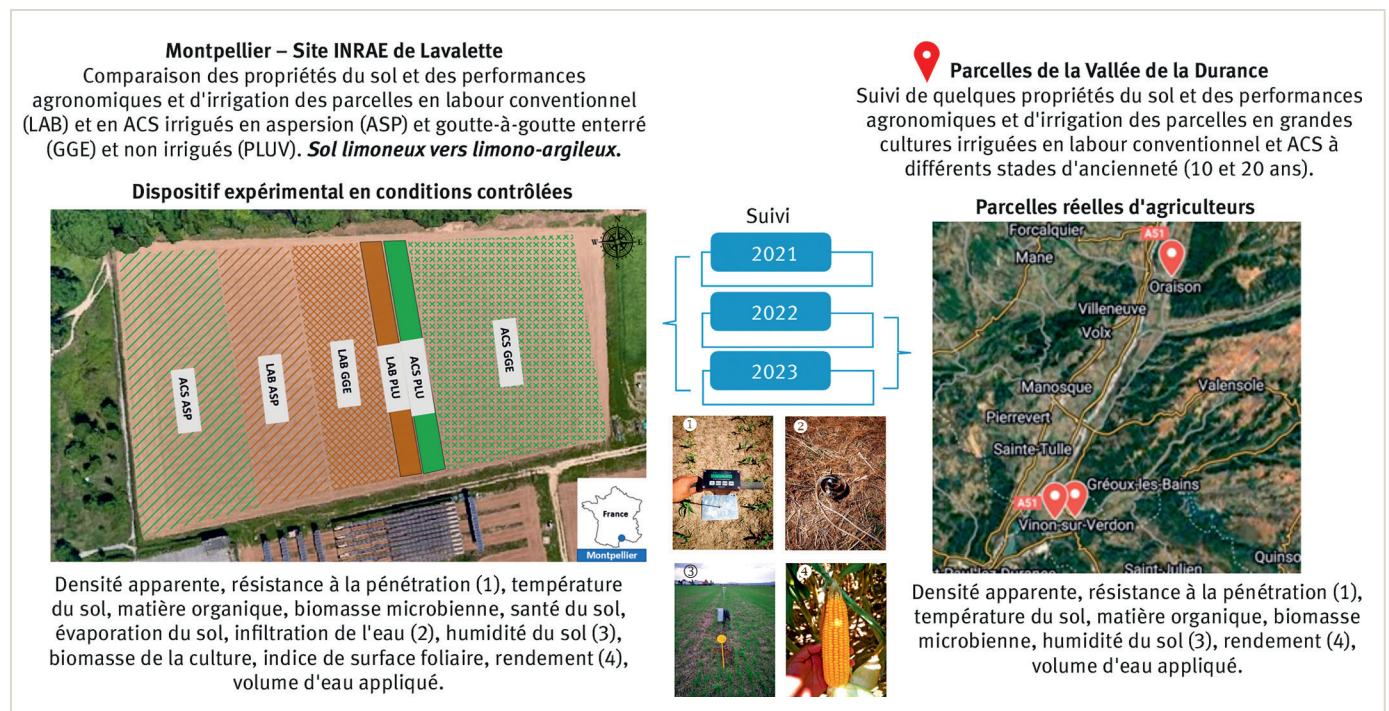 Montpellier – Site INRAE de Lavalette
Comparaison des propriétés du sol et des performances
agronomiques et d'irrigation des parcelles en labour conventionnel
(LAB) et en ACS irrigués en aspersion (ASP) et goutte-à-goutte enterré
(GGE) et non irrigués (PLUV). Sol limoneux vers limono-argileux.
Dispositif expérimental en conditions contrôlées
N
W
E
S
ACS ASP
LAB ASP
LAB GGE
LAB PLU
ACS PLU
ACS GGE
France
Montpellier
Densité apparente, résistance à la pénétration (1), température
du sol, matière organique, biomasse microbienne, santé du sol,
évaporation du sol, infiltration de l'eau (2), humidité du sol (3),
biomasse de la culture, indice de surface foliaire, rendement (4),
volume d'eau appliqué.
Suivi
2021
2022
2023
1
2
3
4
Parcelles de la Vallée de la Durance
Suivi de quelques propriétés du sol et des performances
agronomiques et d'irrigation des parcelles en grandes
cultures irriguées en labour conventionnel et ACS à
différents stades d'ancienneté (10 et 20 ans).
Parcelles réelles d'agriculteurs
Forcalquier
A51
Mane
Oraison
Villeneuve
Volx
Manosque
Valensole
Pierrevert
Sainte-Tulle
Gréoux-les-Bains
A51
Vinon-sur-Verdon
Quinso
Saint-Julien
Densité apparente, résistance à la pénétration (1),
température du sol, matière organique, biomasse
microbienne, humidité du sol (3), rendement (4),
volume d'eau appliqué.